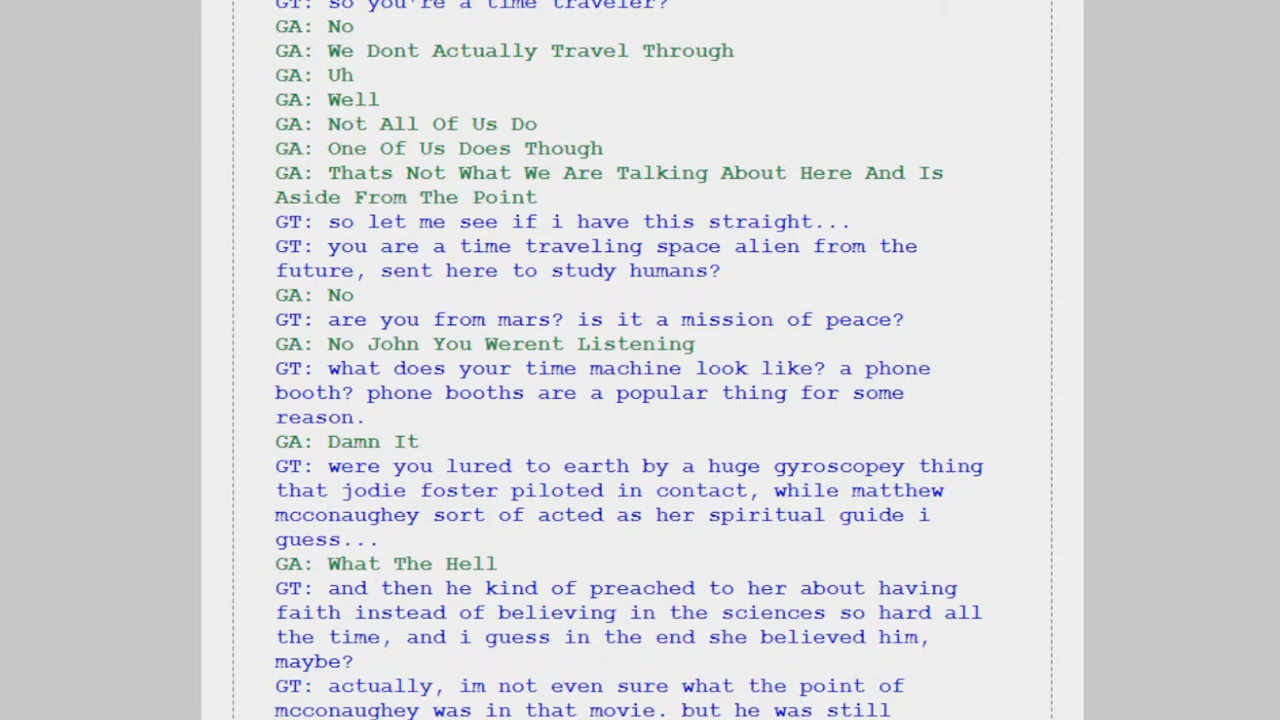 GT: so you're a time traveler?
GA: No
GA: We Dont Actually Travel Through
GA: Uh
GA: Well
GA: Not All Of Us Do
GA: One Of Us Does Though
GA: Thats Not What We Are Talking About Here And Is
Aside From The Point
GT: so let me see if i have this straight...
GT: you are a time traveling space alien from the
future, sent here to study humans?
GA: No
GT: are you from mars? is it a mission of peace?
GA: No John You Werent Listening
GT: what does your time machine look like? a phone
booth? phone booths are a popular thing for some
reason.
GA: Damn It
GT: were you lured to earth by a huge gyroscopey thing
that jodie foster piloted in contact, while matthew
mcconaughey sort of acted as her spiritual guide i
guess...
GA: What The Hell
GT: and then he kind of preached to her about having
faith instead of believing in the sciences so hard all
the time, and i guess in the end she believed him,
maybe?
GT: actually, im not even sure what the point of
mcconaughey was in that movie. but he was still